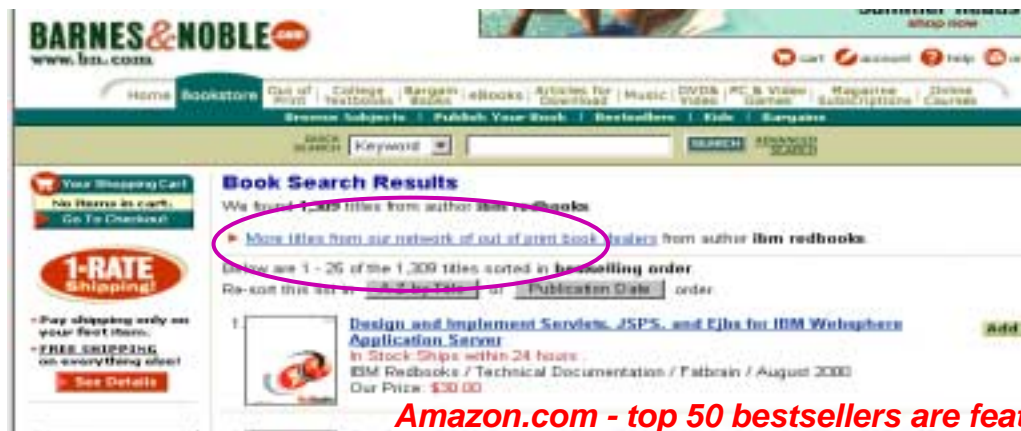 Summer Reads
shop now
BARNES&NOBLE.com
www.bn.com
cart account help
Home Bookstore Out of Print College Textbooks Bargain Books eBooks Articles for Download Music DVD& Video PC & Video Games Magazine Subscriptions Online Courses
Browse Subjects | Publish Your Book | Bestsellers | Kids | Bargains
QUICK SEARCH Keyword SEARCH ADVANCED SEARCH
Your Shopping Cart
No Items in cart.
Go To Checkout
Book Search Results
We found 1,309 titles from author ibm redbooks
More titles from our network of out of print book dealers from author ibm redbooks.
Below are 1 - 25 of the 1,309 titles sorted in bestselling order
Re-sort this list in A-Z by Title or Publication Date order
1-RATE
Shipping!
Pay shipping only on
your first item.
FREE SHIPPING
on everything else!
See Details
1. Design and Implement Servlets, JSPS, and Ejbs for IBM Websphere
Application Server
Add
In Stock Ships within 24 hours
IBM Redbooks / Technical Documentation / Fatbrain / August 2000
Our Price: $30.00
Amazon.com - top 50 bestsellers are feat